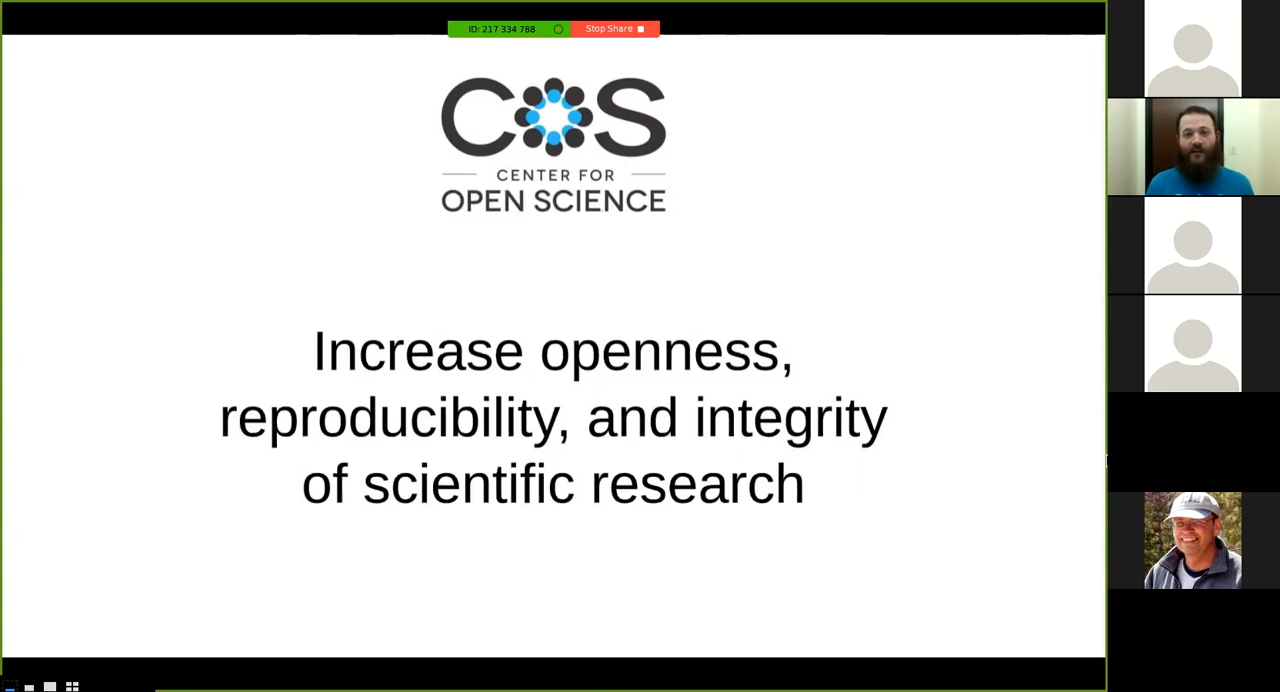 ID: 217 334 788
Stop Share
COS
CENTER FOR
OPEN SCIENCE
Increase openness,
reproducibility, and integrity
of scientific research